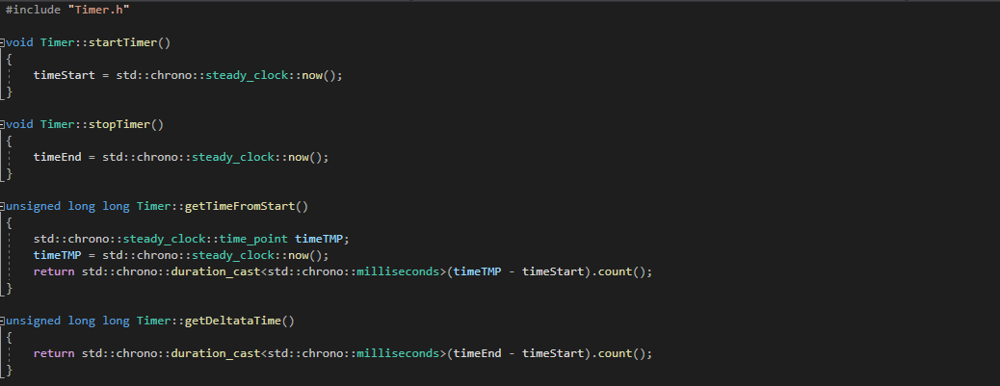 #include "Timer.h"
void Timer::startTimer()
{
timeStart = std::chrono::steady_clock::now();
}
void Timer::stopTimer()
{
timeEnd = std::chrono::steady_clock::now();
}
unsigned long long Timer::getTimeFromStart()
{
std::chrono::steady_clock::time_point timeTMP;
timeTMP = std::chrono::steady_clock::now();
return std::chrono::duration_cast<std::chrono::milliseconds>(timeTMP - timeStart).count();
}
unsigned long long Timer::getDeltataTime()
{
return std::chrono::duration_cast<std::chrono::milliseconds>(timeEnd - timeStart).count();
}